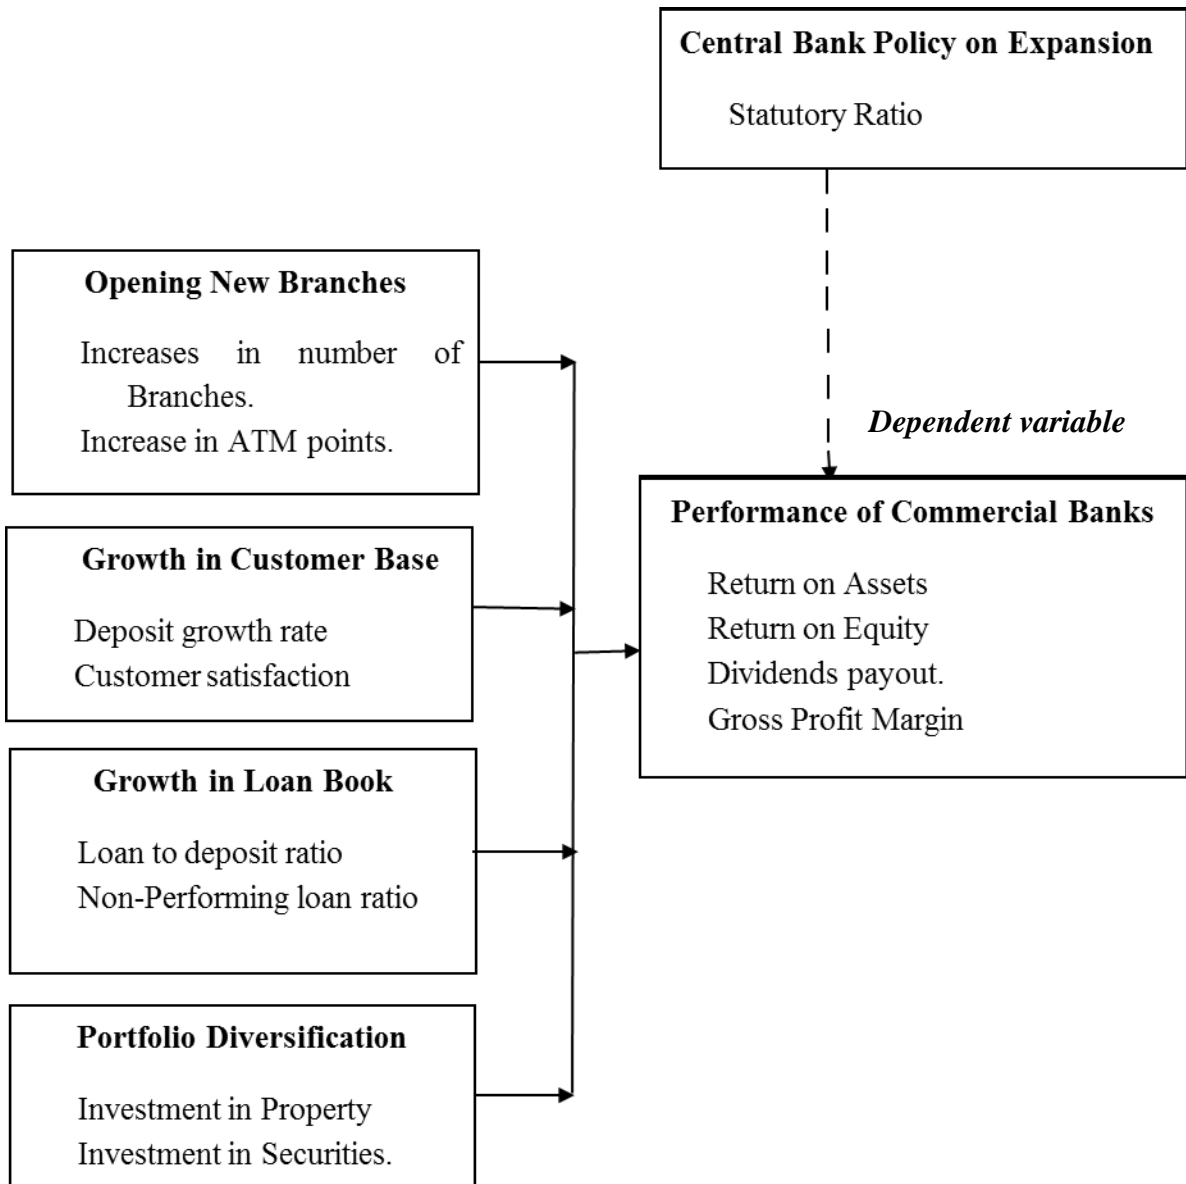 Central Bank Policy on Expansion
Statutory Ratio
Opening New Branches
Increases in number of
Branches.
Increase in ATM points.
Dependent variable
Growth in Customer Base
Deposit growth rate
Customer satisfaction
Performance of Commercial Banks
Return on Assets
Return on Equity
Dividends payout.
Gross Profit Margin
Growth in Loan Book
Loan to deposit ratio
Non-Performing loan ratio
Portfolio Diversification
Investment in Property
Investment in Securities.